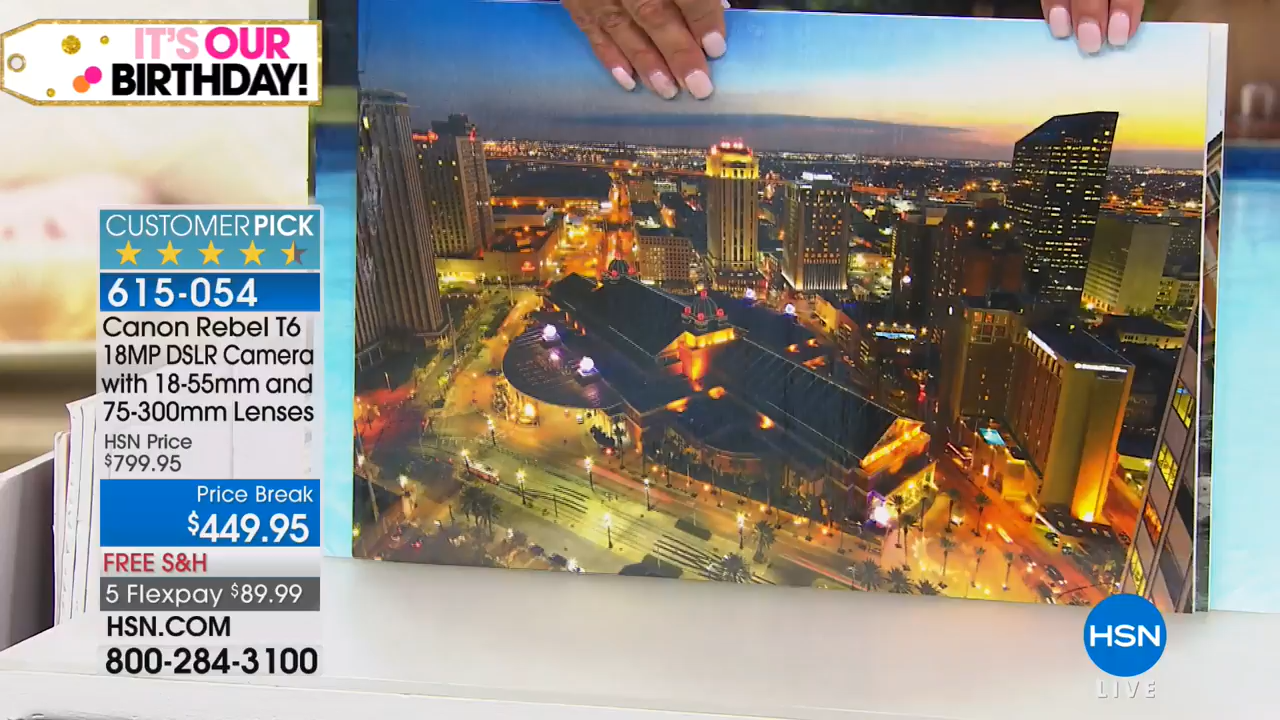 IT'S OUR
BIRTHDAY!
CUSTOMER PICK
615-054
Canon Rebel T6
18MP DSLR Camera
with 18-55mm and
75-300mm Lenses
HSN Price
$799.95
Price Break
$449.95
FREE S&H
5 Flexpay $89.99
HSN.COM
800-284-3100
HSN
LIVE